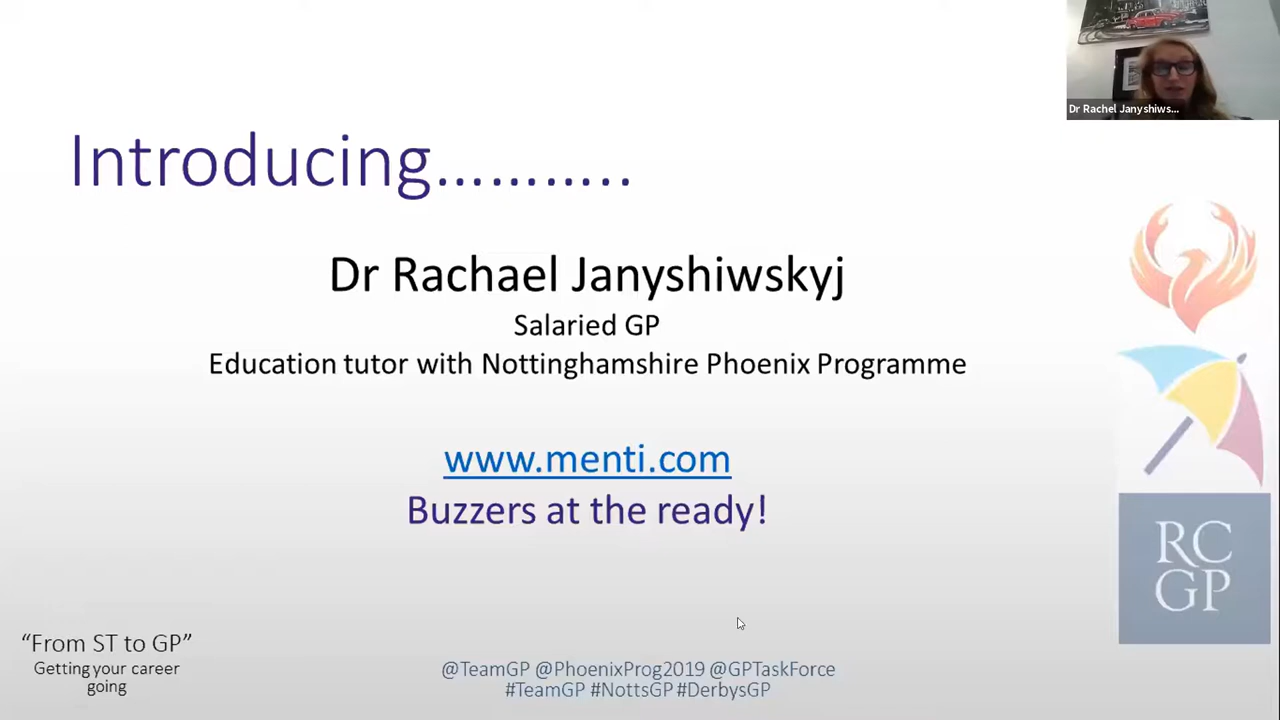 Dr Rachel Janyshiws...
Introducing………..
Dr Rachael Janyshiwskyj
Salaried GP
Education tutor with Nottinghamshire Phoenix Programme
www.menti.com
Buzzers at the ready!
RC
GP
“From ST to GP”
Getting your career
going
@TeamGP @PhoenixProg2019 @GPTaskForce
#TeamGP #NottsGP #DerbysGP